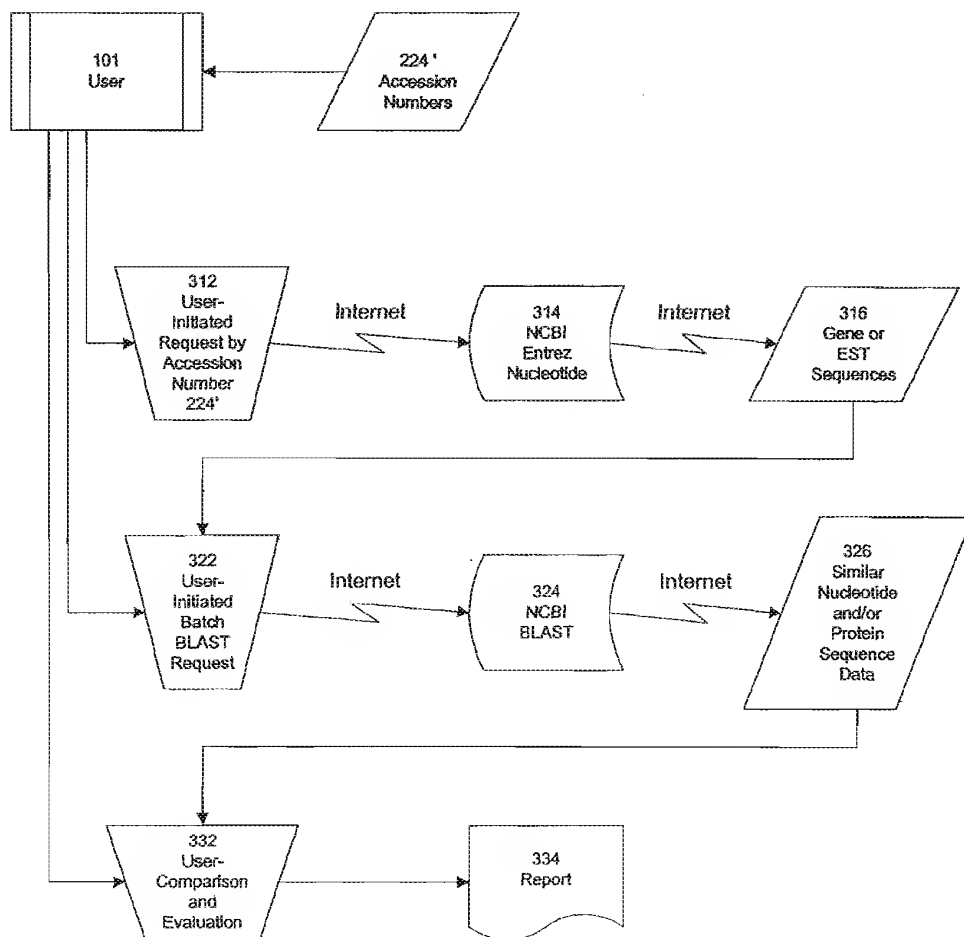 101
User
224'
Accession
Numbers
312
User-
Initiated
Request by
Accession
Number
224'
Internet
314
NCBI
Entrez
Nucleotide
Internet
316
Gene or
EST
Sequences
322
User-
Initiated
Batch
BLAST
Request
Internet
324
NCBI
BLAST
Internet
326
Similar
Nucleotide
and/or
Protein
Sequence
Data
332
User-
Comparison
and
Evaluation
334
Report